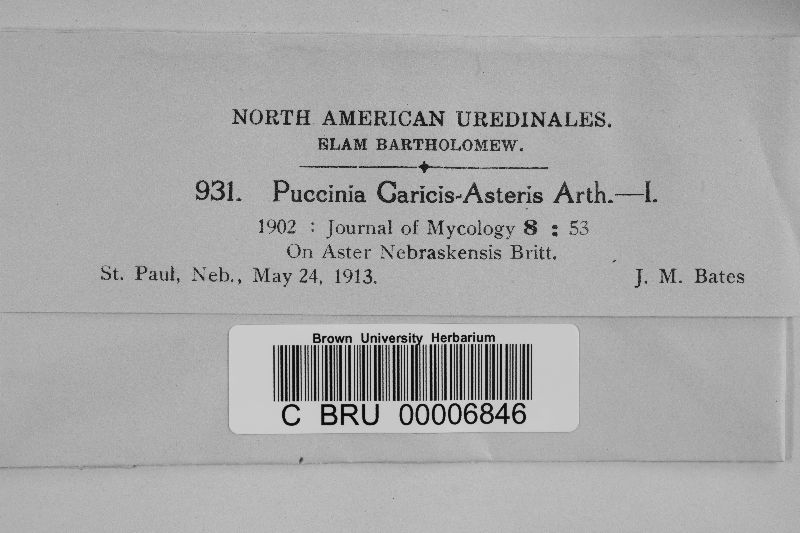 NORTH AMERICAN UREDINALES.
ELAM BARTHOLOMEW.
931. Puccinia Caricis-Asteris Arth.—I.
1902 : Journal of Mycology 8 : 53
On Aster Nebraskensis Britt.
St. Paul, Neb., May 24, 1913. J. M. Bates
Brown University Herbarium
C BRU 00006846